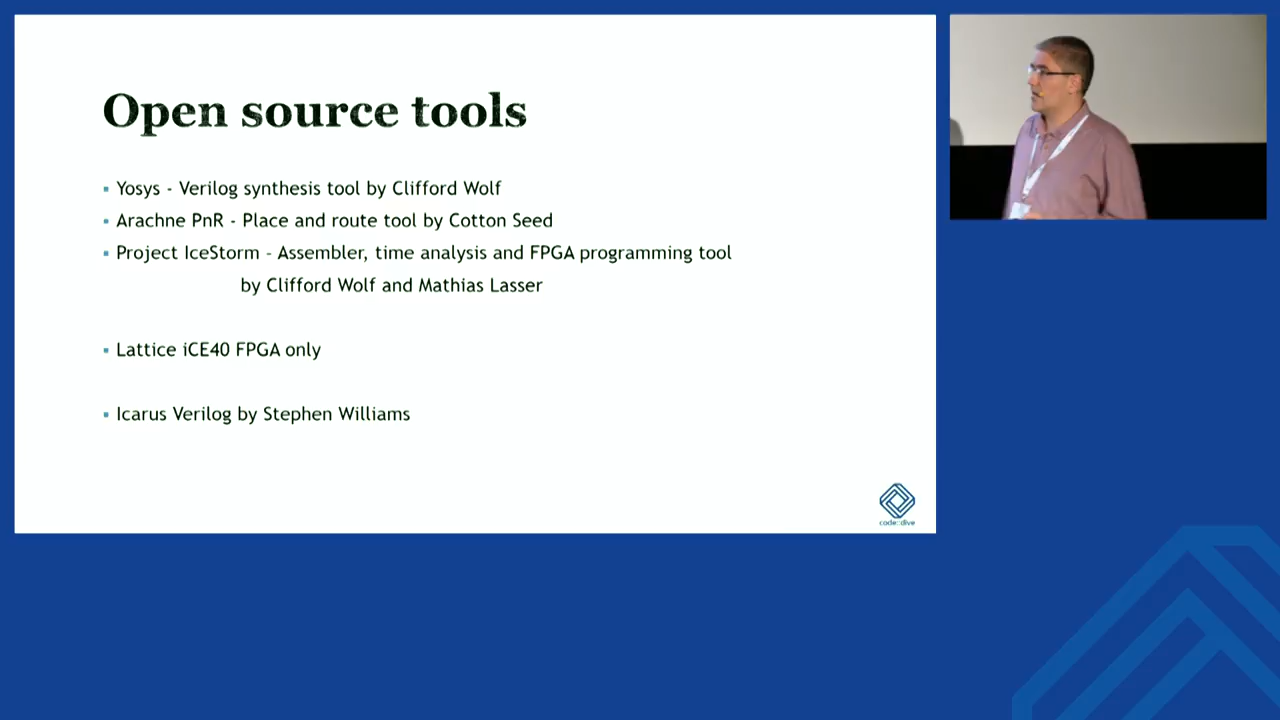 Open source tools
Yosys - Verilog synthesis tool by Clifford Wolf
Arachne PnR - Place and route tool by Cotton Seed
Project IceStorm - Assembler, time analysis and FPGA programming tool
by Clifford Wolf and Mathias Lasser
Lattice iCE40 FPGA only
Icarus Verilog by Stephen Williams
code::dive